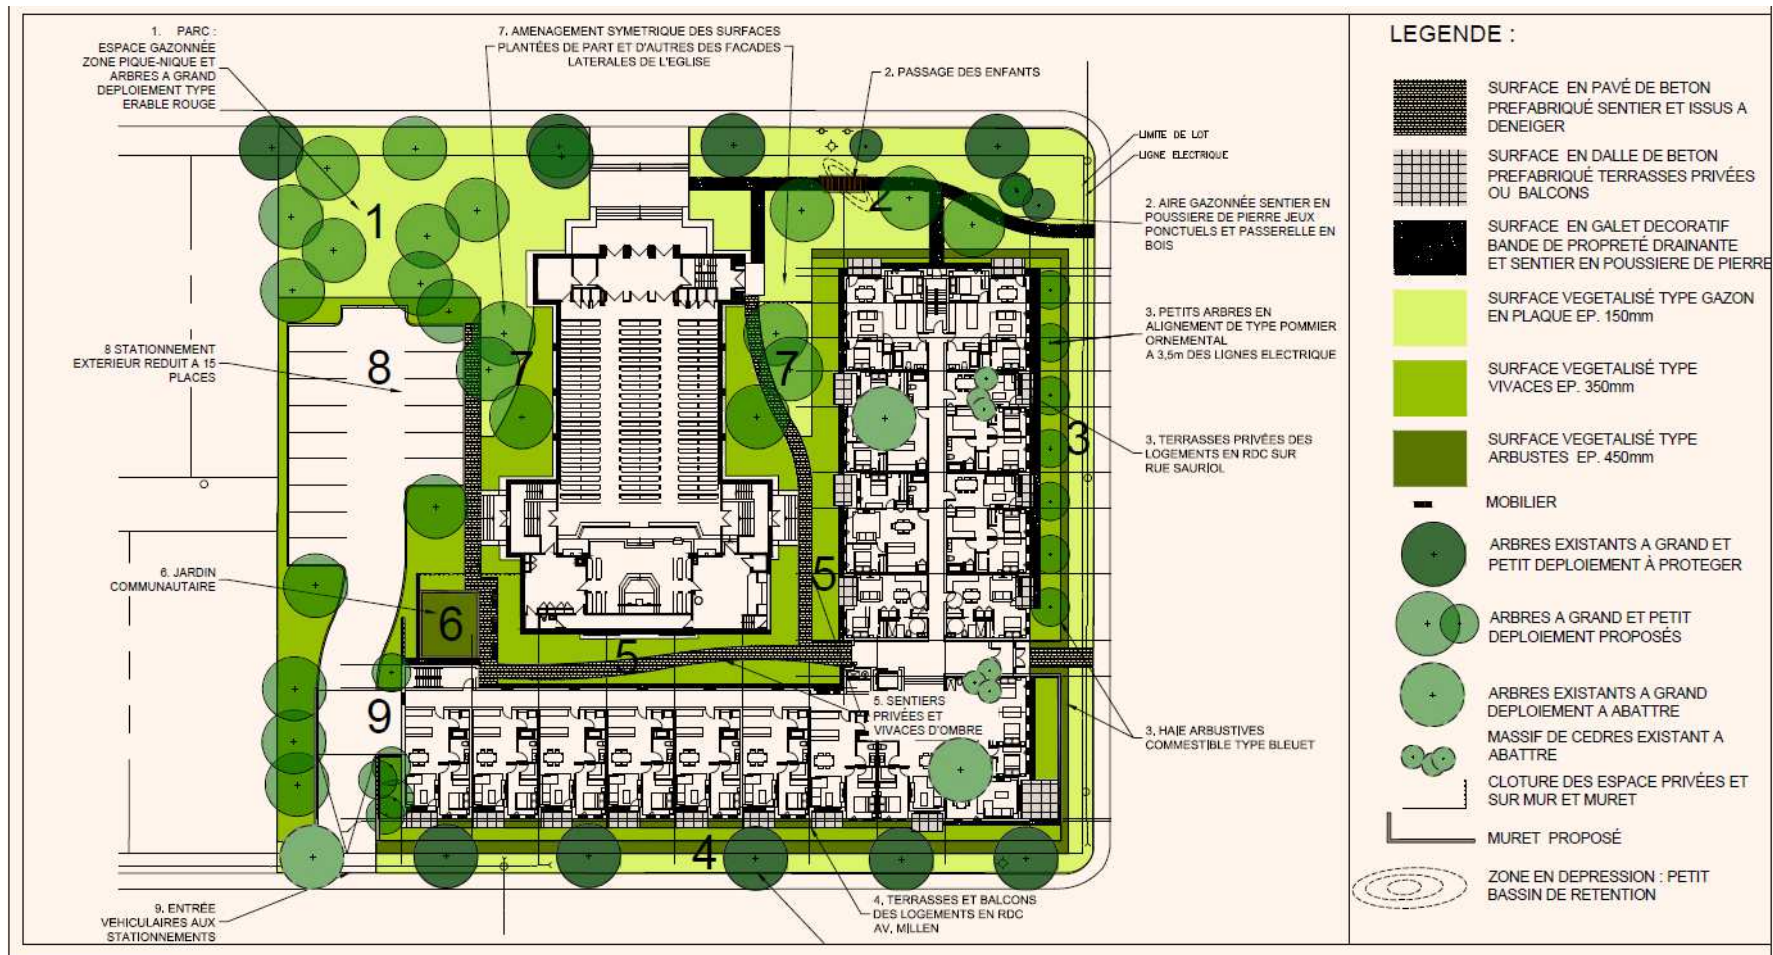 1. PARC :
ESPACE GAZONNÉE
ZONE PIQUE-NIQUE ET
ARBRES A GRAND
DEPLOIEMENT TYPE
ERABLE ROUGE
7. AMENAGEMENT SYMETRIQUE DES SURFACES
PLANTÉES DE PART ET D'AUTRES DES FACADES
LATERALES DE L'EGLISE
2. PASSAGE DES ENFANTS
LIMITE DE LOT
LIGNE ELECTRIQUE
2. AIRE GAZONNÉE SENTIER EN
POUSSIERE DE PIERRE JEUX
PONCTUELS ET PASSERELLE EN
BOIS
3. PETITS ARBRES EN
ALIGNEMENT DE TYPE POMMIER
ORNEMENTAL
A 3,5m DES LIGNES ELECTRIQUE
3, TERRASSES PRIVÉES DES
LOGEMENTS EN RDC SUR
RUE SAURIOL
3, HAIE ARBUSTIVES
COMMESTIBLE TYPE BLEUET
8 STATIONNEMENT
EXTERIEUR REDUIT A 15
PLACES
6. JARDIN
COMMUNAUTAIRE
5. SENTIERS
PRIVÉES ET
VIVACES D'OMBRE
4, TERRASSES ET BALCONS
DES LOGEMENTS EN RDC
AV. MILLEN
9. ENTRÉE
VEHICULAIRES AUX
STATIONNEMENTS
1
2
8
7
7
3
5
6
5
9
4
LEGENDE :
SURFACE EN PAVÉ DE BETON
PREFABRIQUÉ SENTIER ET ISSUS A
DENEIGER
SURFACE EN DALLE DE BETON
PREFABRIQUÉ TERRASSES PRIVÉES
OU BALCONS
SURFACE EN GALET DECORATIF
BANDE DE PROPRETÉ DRAINANTE
ET SENTIER EN POUSSIERE DE PIERRE
SURFACE VEGETALISÉ TYPE GAZON
EN PLAQUE EP. 150mm
SURFACE VEGETALISÉ TYPE
VIVACES EP. 350mm
SURFACE VEGETALISÉ TYPE
ARBUSTES EP. 450mm
MOBILIER
ARBRES EXISTANTS A GRAND ET
PETIT DEPLOIEMENT À PROTEGER
ARBRES A GRAND ET PETIT
DEPLOIEMENT PROPOSÉS
ARBRES EXISTANTS A GRAND
DEPLOIEMENT A ABATTRE
MASSIF DE CEDRES EXISTANT A
ABATTRE
CLOTURE DES ESPACE PRIVÉES ET
SUR MUR ET MURET
MURET PROPOSÉ
ZONE EN DEPRESSION : PETIT
BASSIN DE RETENTION